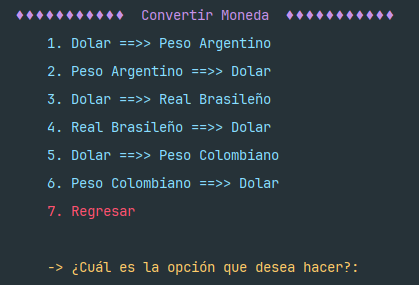 ♦♦♦♦♦♦♦♦♦♦♦ Convertir Moneda ♦♦♦♦♦♦♦♦♦♦♦
1. Dolar ==>> Peso Argentino
2. Peso Argentino ==>> Dolar
3. Dolar ==>> Real Brasileño
4. Real Brasileño ==>> Dolar
5. Dolar ==>> Peso Colombiano
6. Peso Colombiano ==>> Dolar
7. Regresar
-> ¿Cuál es la opción que desea hacer?: